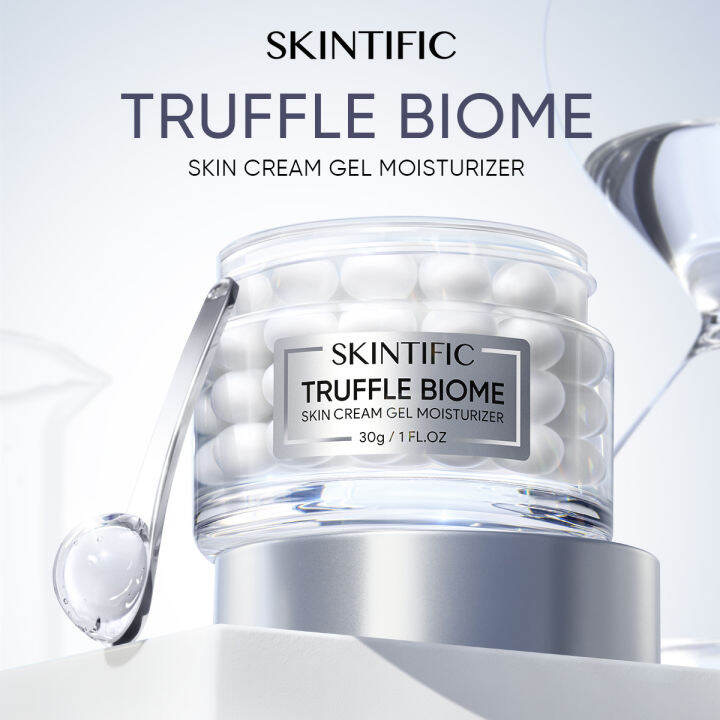 SKINTIFIC
TRUFFLE BIOME
SKIN CREAM GEL MOISTURIZER
SKINTIFIC
TRUFFLE BIOME
SKIN CREAM GEL MOISTURIZER
30g / 1 FL.OZ